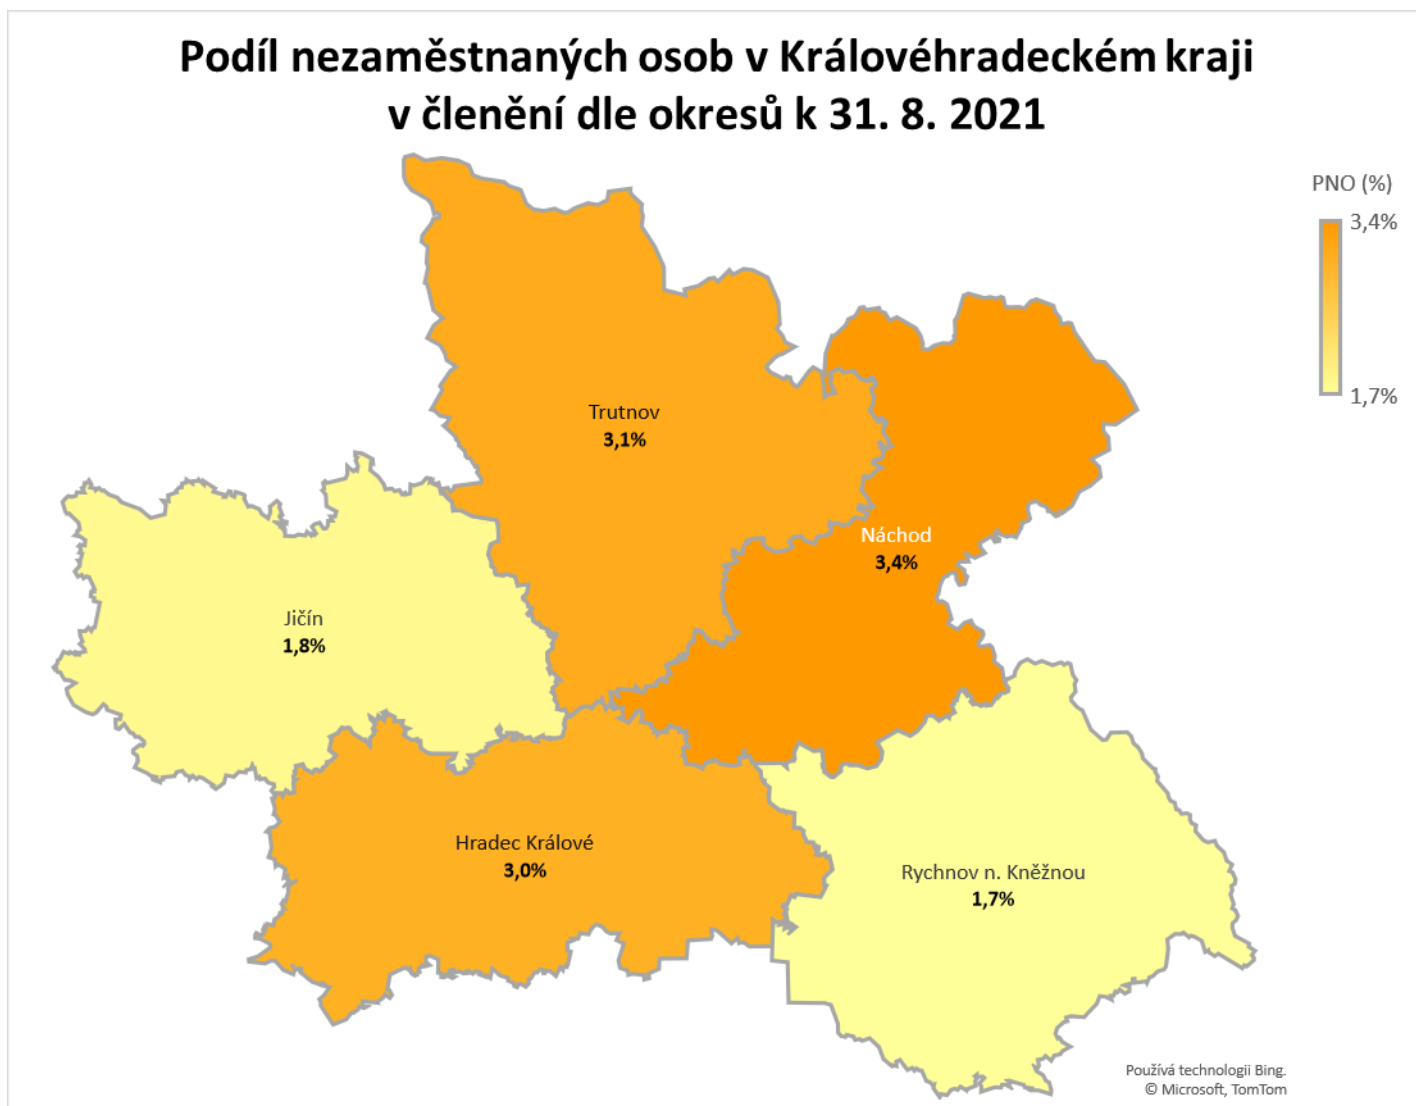 Podíl nezaměstnaných osob v Královéhradeckém kraji
v členění dle okresů k 31. 8. 2021
PNO (%)
3,4%
1,7%
Trutnov
3,1%
Náchod
3,4%
Jičín
1,8%
Hradec Králové
3,0%
Rychnov n. Kněžnou
1,7%
Používá technologii Bing.
© Microsoft, TomTom